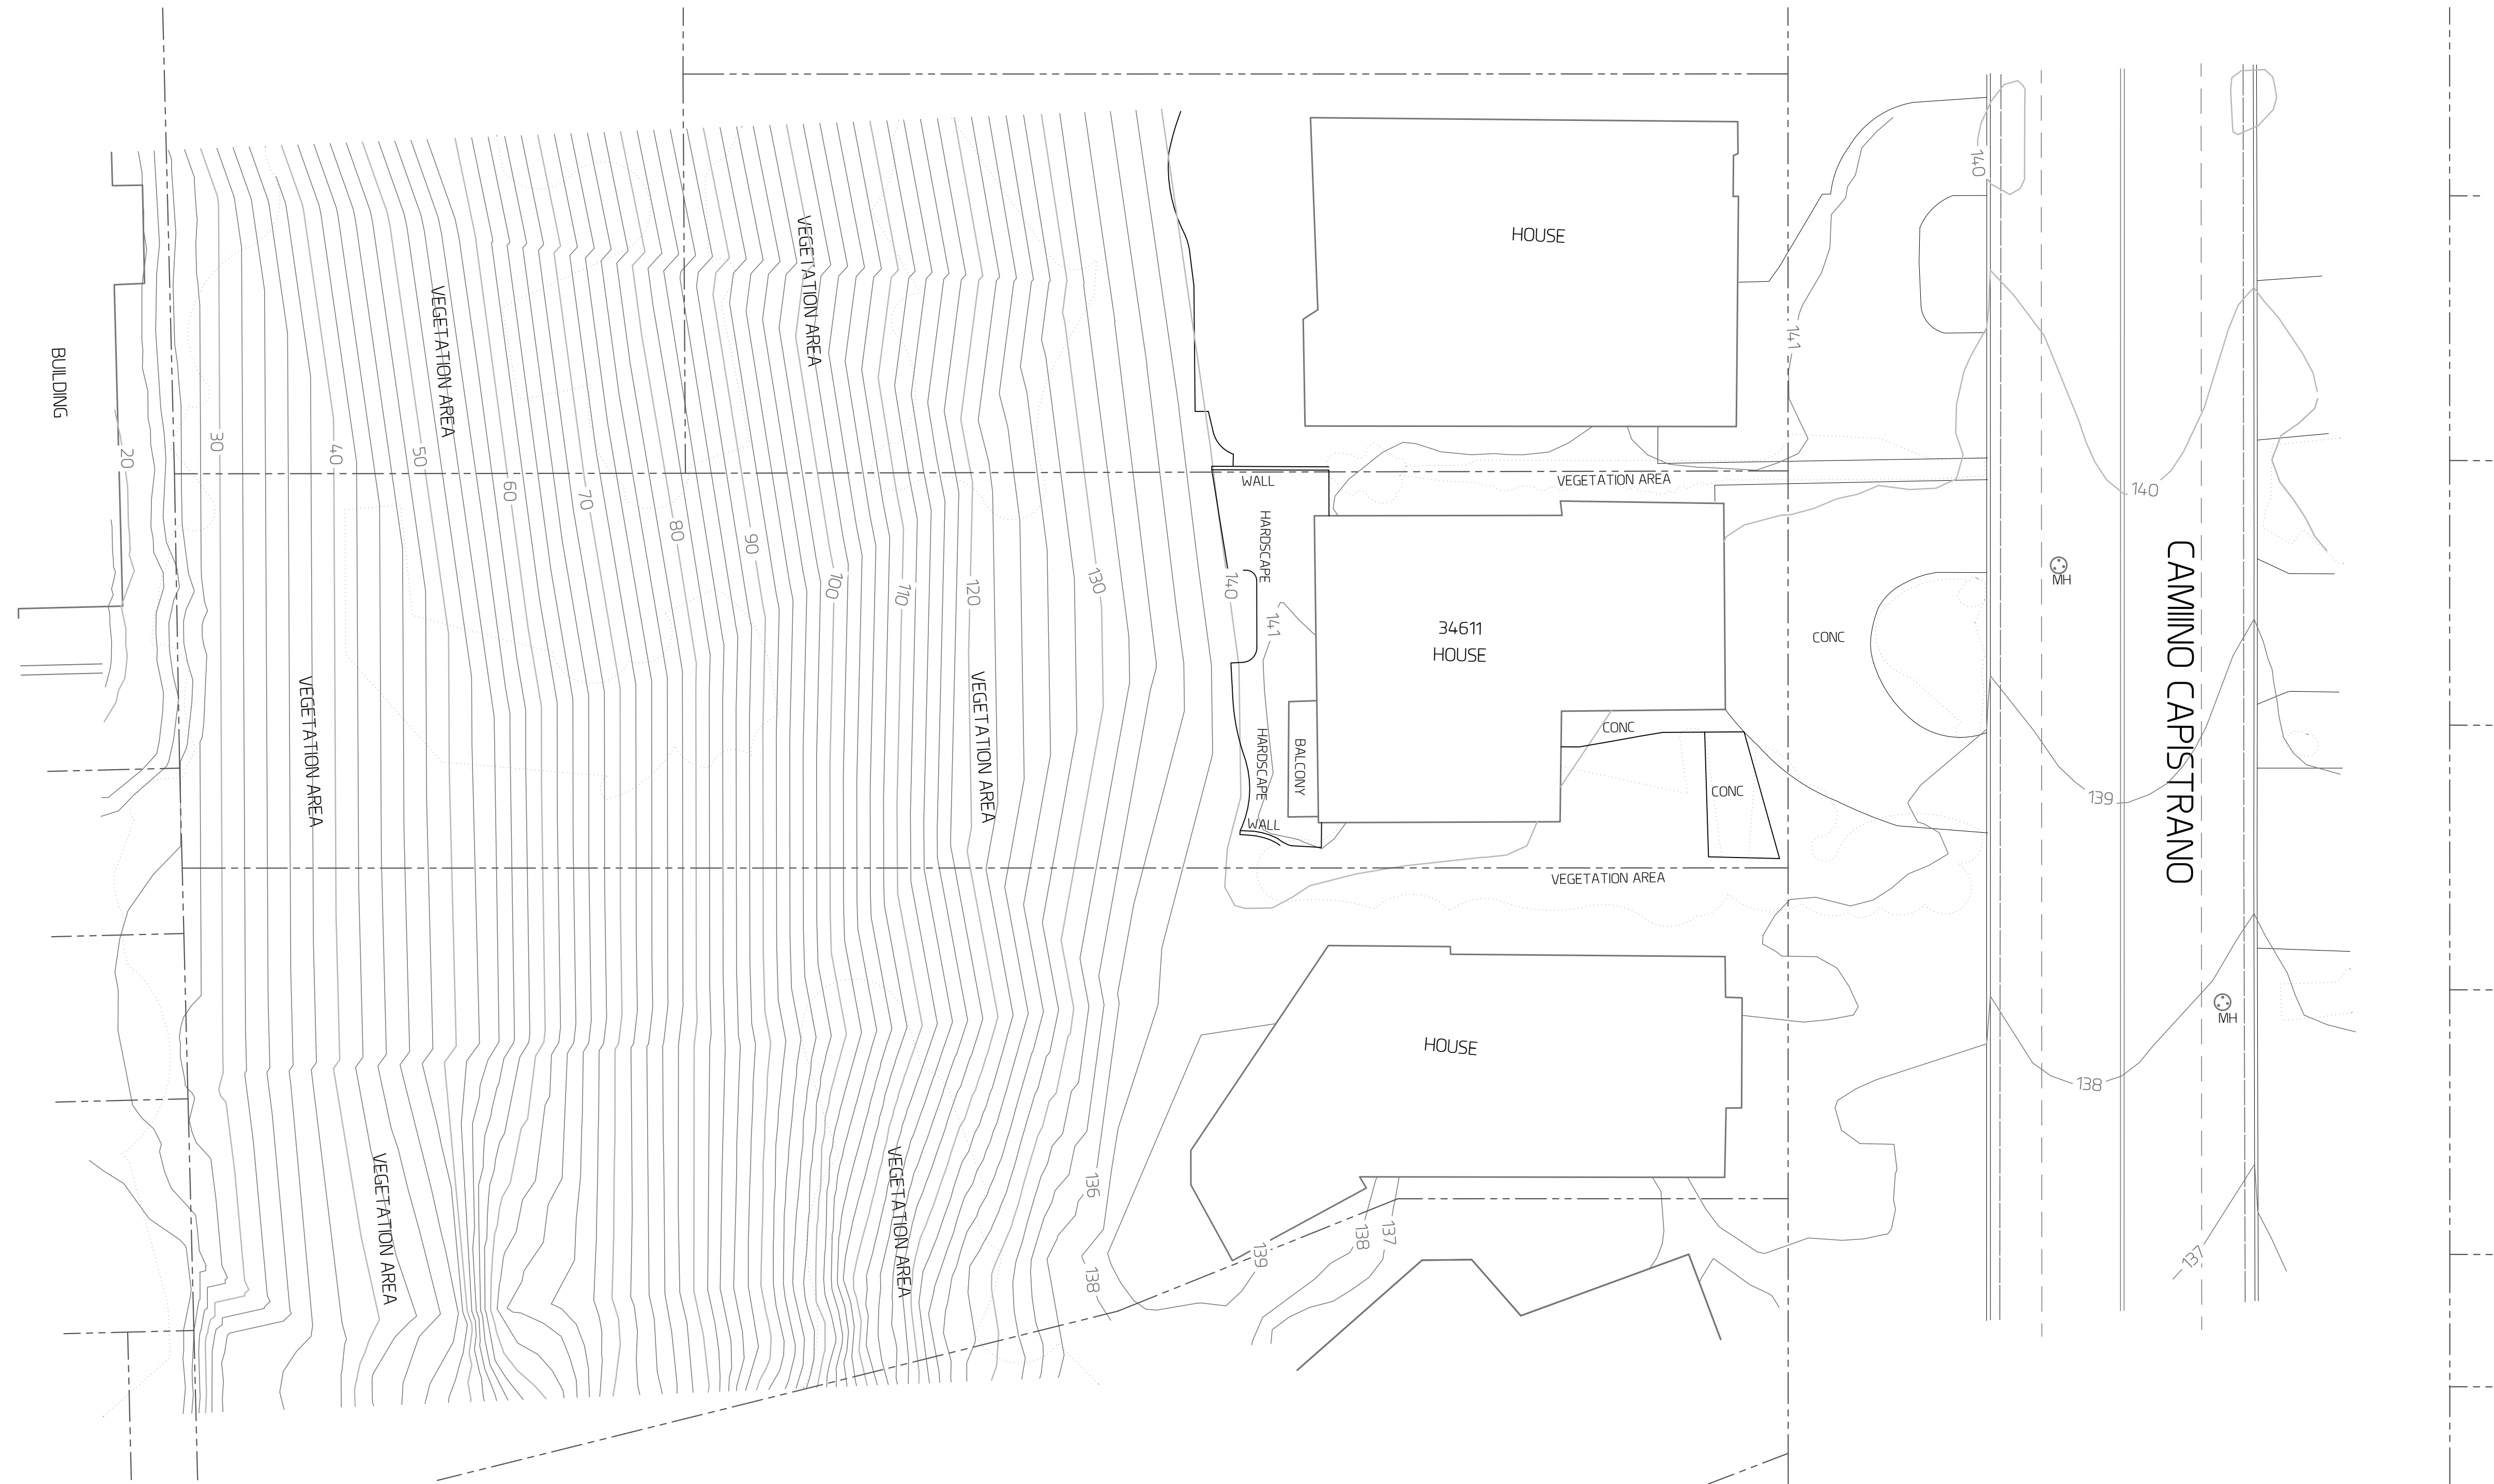 140
HOUSE
VEGETATION AREA
VEGETATION AREA
BUILDING
141
20
30
40
50
60
70
80
90
100
110
120
130
140
WALL
VEGETATION AREA
140
HARDSCAPE
141
34611
HOUSE
CONC
MH
CAMINO CAPISTRANO
VEGETATION AREA
VEGETATION AREA
HARDSCAPE
BALCONY
CONC
CONC
139
WALL
VEGETATION AREA
HOUSE
MH
138
VEGETATION AREA
VEGETATION AREA
136
138
139
138
137
137